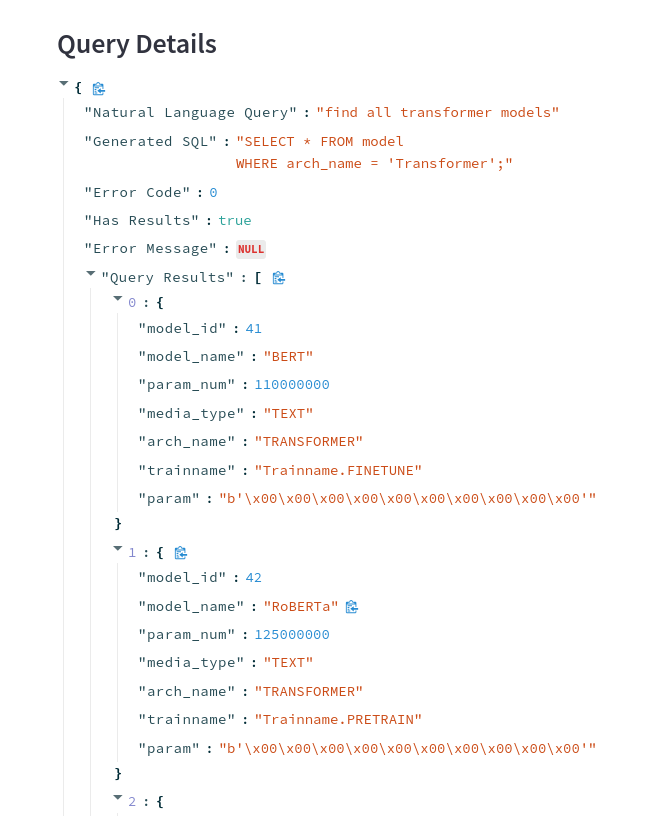 Query Details
{
"Natural Language Query" : "find all transformer models"
"Generated SQL" : "SELECT * FROM model
WHERE arch_name = 'Transformer';"
"Error Code" : 0
"Has Results" : true
"Error Message" : NULL
"Query Results" : [
0 : {
"model_id" : 41
"model_name" : "BERT"
"param_num" : 110000000
"media_type" : "TEXT"
"arch_name" : "TRANSFORMER"
"trainname" : "Trainname.FINETUNE"
"param" : "b'\x00\x00\x00\x00\x00\x00\x00\x00\x00\x00'"
}
1 : {
"model_id" : 42
"model_name" : "RoBERTa"
"param_num" : 125000000
"media_type" : "TEXT"
"arch_name" : "TRANSFORMER"
"trainname" : "Trainname.PRETRAIN"
"param" : "b'\x00\x00\x00\x00\x00\x00\x00\x00\x00\x00'"
}
2 : {